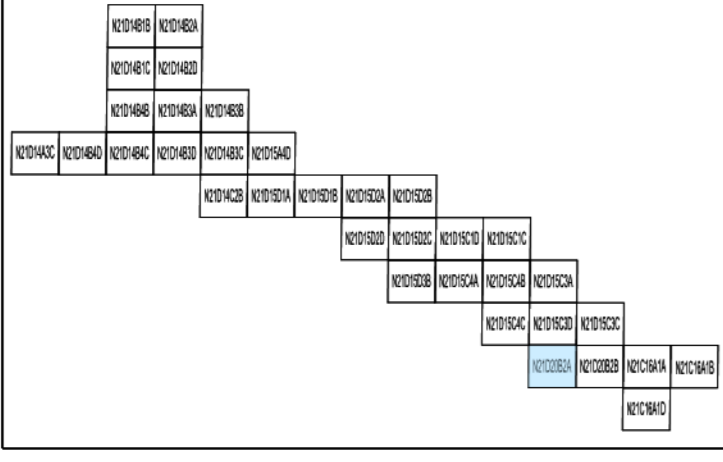 N21D14B1B N21D14B2A
N21D14B1C N21D14B2D
N21D14B4B N21D14B3A N21D14B3B
N21D14A3C N21D14B4D N21D14B4C N21D14B3D N21D14B3C N21D15A4D
N21D14C2B N21D15D1A N21D15D1B N21D15D2A N21D15D2B
N21D15D2D N21D15D2C N21D15C1D N21D15C1C
N21D15D3B N21D15C4A N21D15C4B N21D15C3A
N21D15C4C N21D15C3D N21D15C3C
N21D20B2A N21D20B2B N21C16A1A N21C16A1B
N21C16A1D